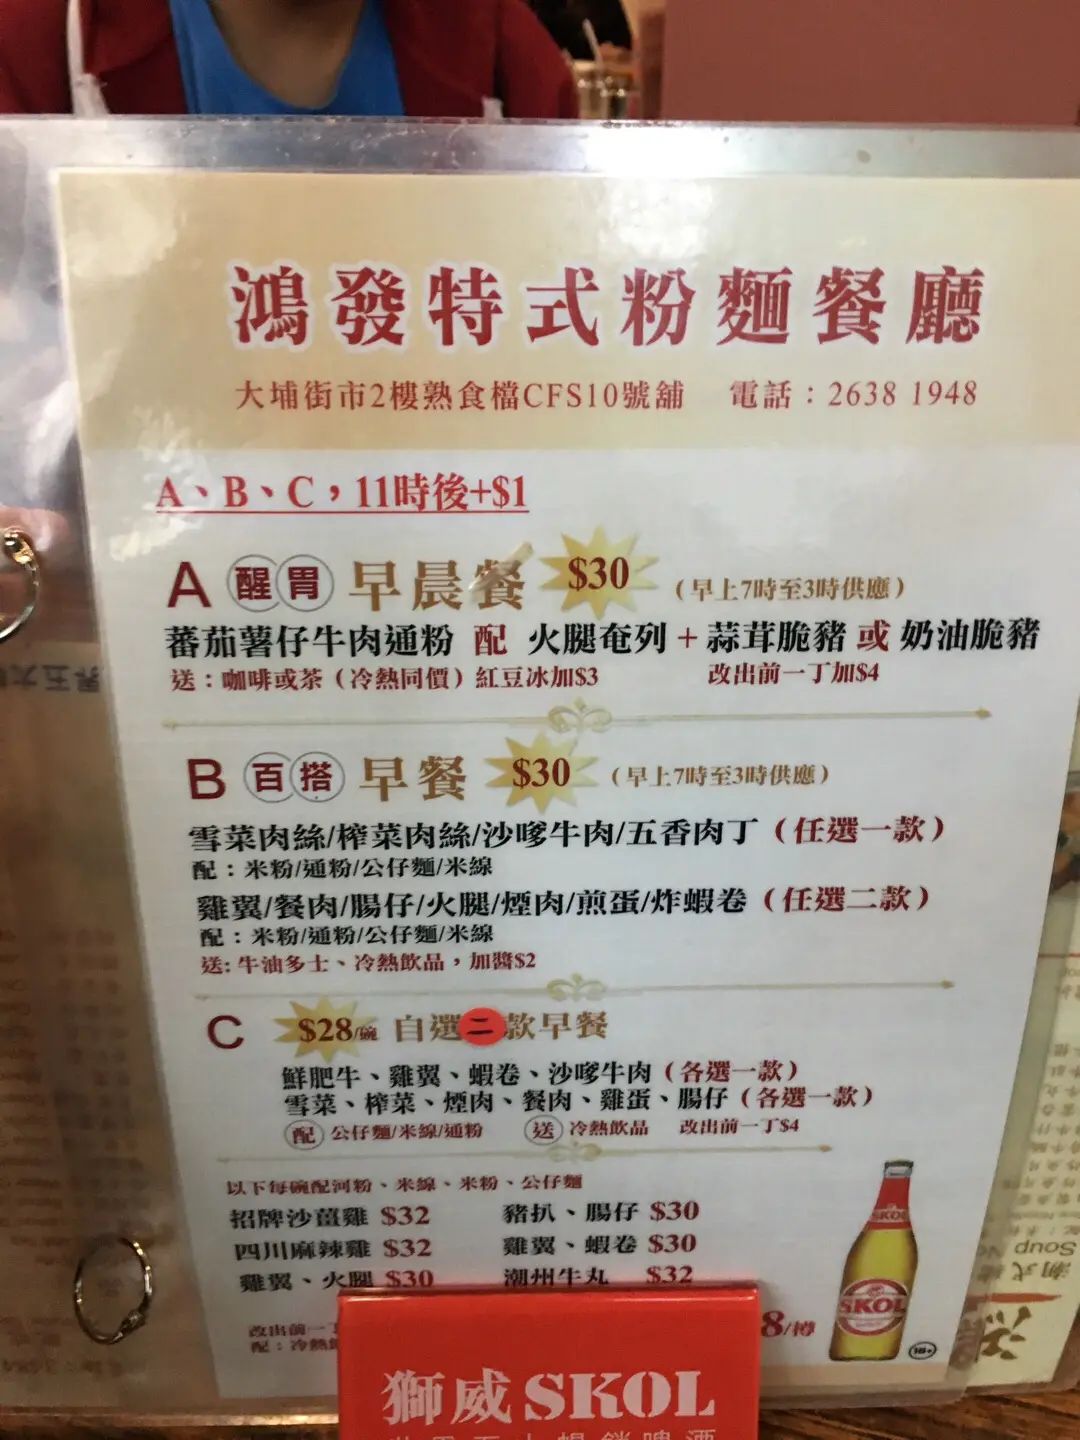 鴻發特式粉麵餐廳
大埔街市2樓熟食檔CFS10號舖 電話：2638 1948
A、B、C，11時後+$1
A 醒胃 早晨餐 $30 （早上7時至3時供應）
蕃茄薯仔牛肉通粉 配 火腿奄列 + 蒜茸脆豬 或 奶油脆豬
送：咖啡或茶（冷熱同價）紅豆冰加$3 改出前一丁加$4
B 百搭 早餐 $30 （早上7時至3時供應）
雪菜肉絲/榨菜肉絲/沙嗲牛肉/五香肉丁（任選一款）
配：米粉/通粉/公仔麵/米線
雞翼/餐肉/腸仔/火腿/煙肉/煎蛋/炸蝦卷（任選二款）
配：米粉/通粉/公仔麵/米線
送: 牛油多士、冷熱飲品，加醬$2
C $28/碗 自選二款早餐
鮮肥牛、雞翼、蝦卷、沙嗲牛肉（各選一款）
雪菜、榨菜、煙肉、餐肉、雞蛋、腸仔（各選一款）
配 公仔麵/米線/通粉 送 冷熱飲品 改出前一丁$4
以下每碗配河粉、米線、米粉、公仔麵
招牌沙薑雞 $32 豬扒、腸仔 $30
四川麻辣雞 $32 雞翼、蝦卷 $30
雞翼、火腿 $30 潮州牛丸 $32
改出前一丁
配：冷熱
8/樽
SKOL
SKOL
18+
獅威SKOL